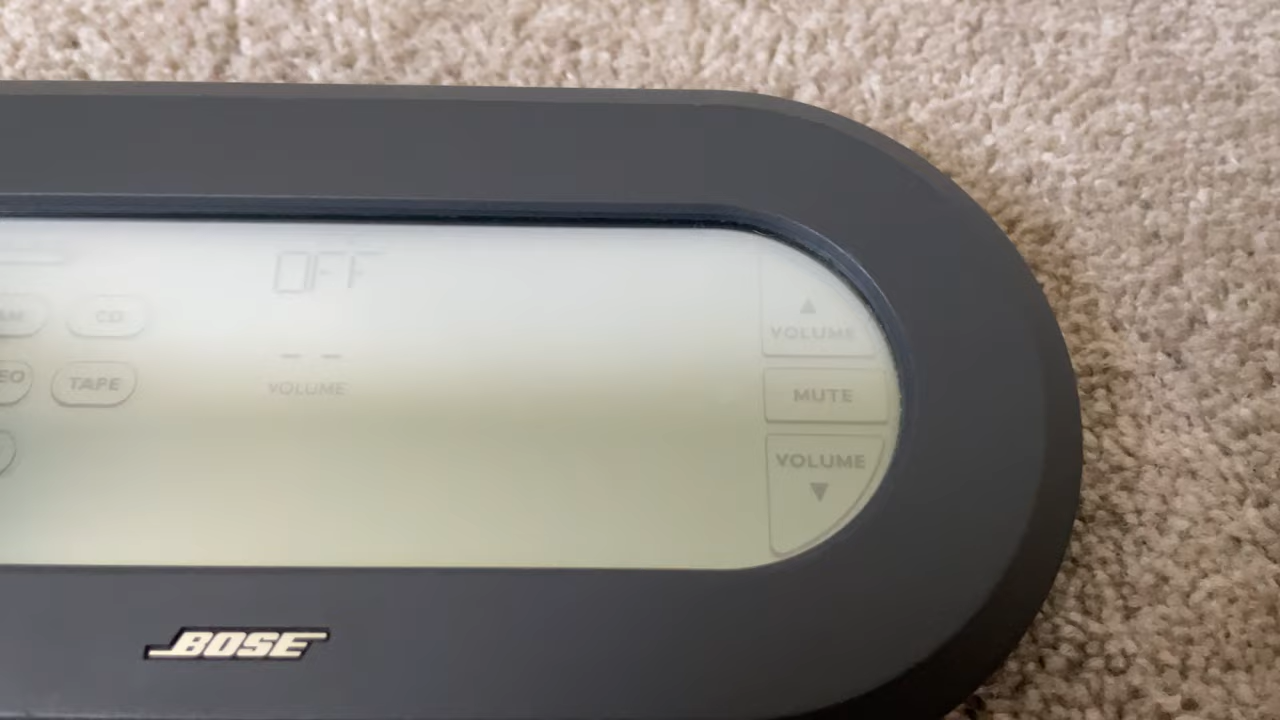 OFF
CD
VOLUME
TAPE
MUTE
-- VOLUME
VOLUME
BOSE